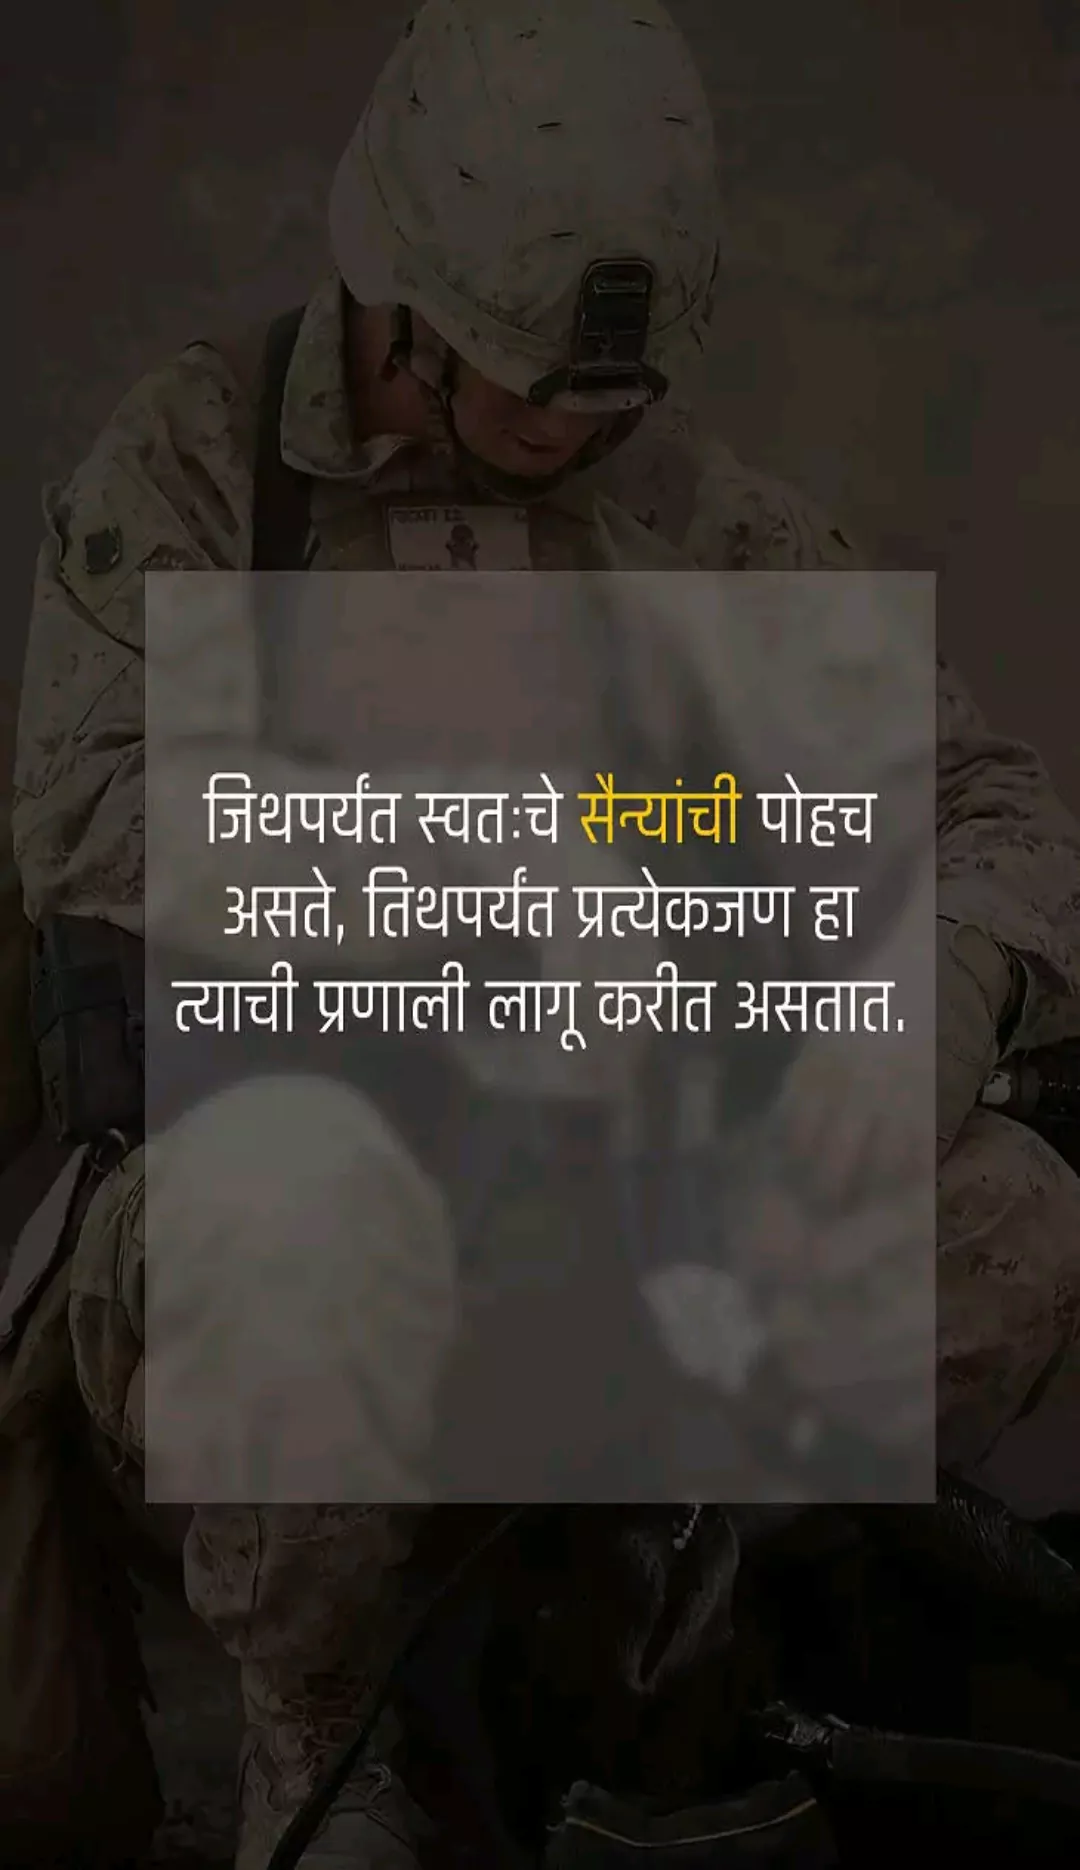 जिथपर्यंत स्वतःचे सैन्यांची पोहच
असते, तिथपर्यंत प्रत्येकजण हा
त्याची प्रणाली लागू करीत असतात.